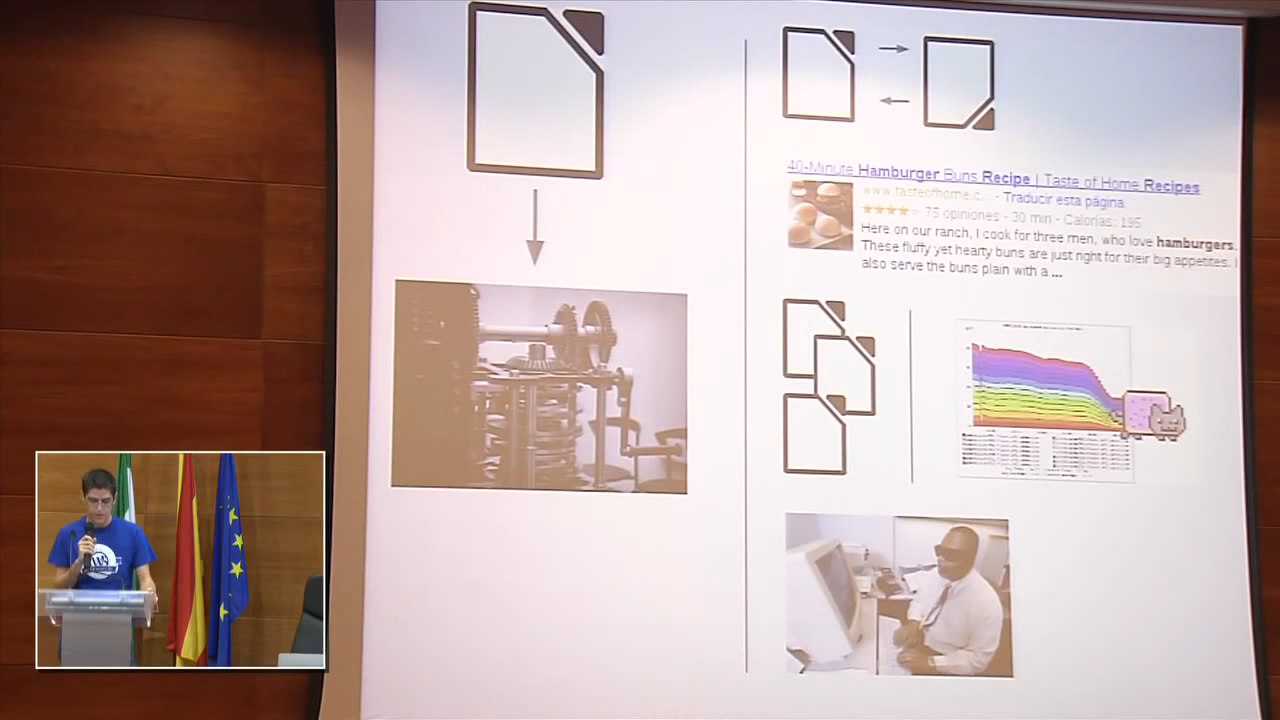 40-Minute Hamburger Buns Recipe | Taste of Home Recipes
www.tasteofhome.c... - Traducir esta página
75 opiniones - 30 min - Calorías: 195
Here on our ranch, I cook for three men, who love hamburgers.
These fluffy yet hearty buns are just right for their big appetites. I
also serve the buns plain with a ...